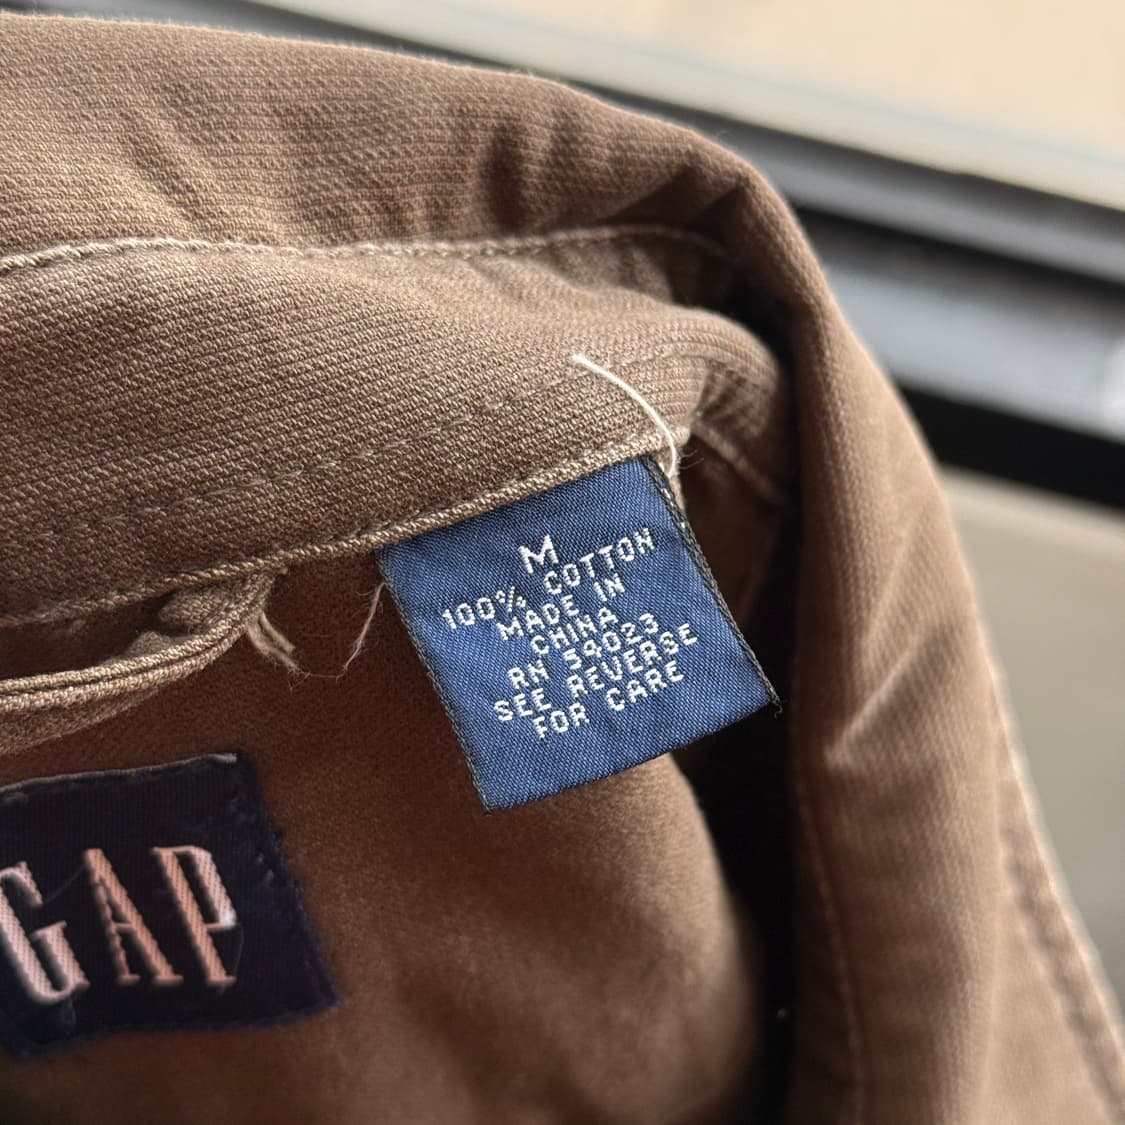 M
100% COTTON
MADE IN
CHINA
RN 54023
SEE REVERSE
FOR CARE
GAP